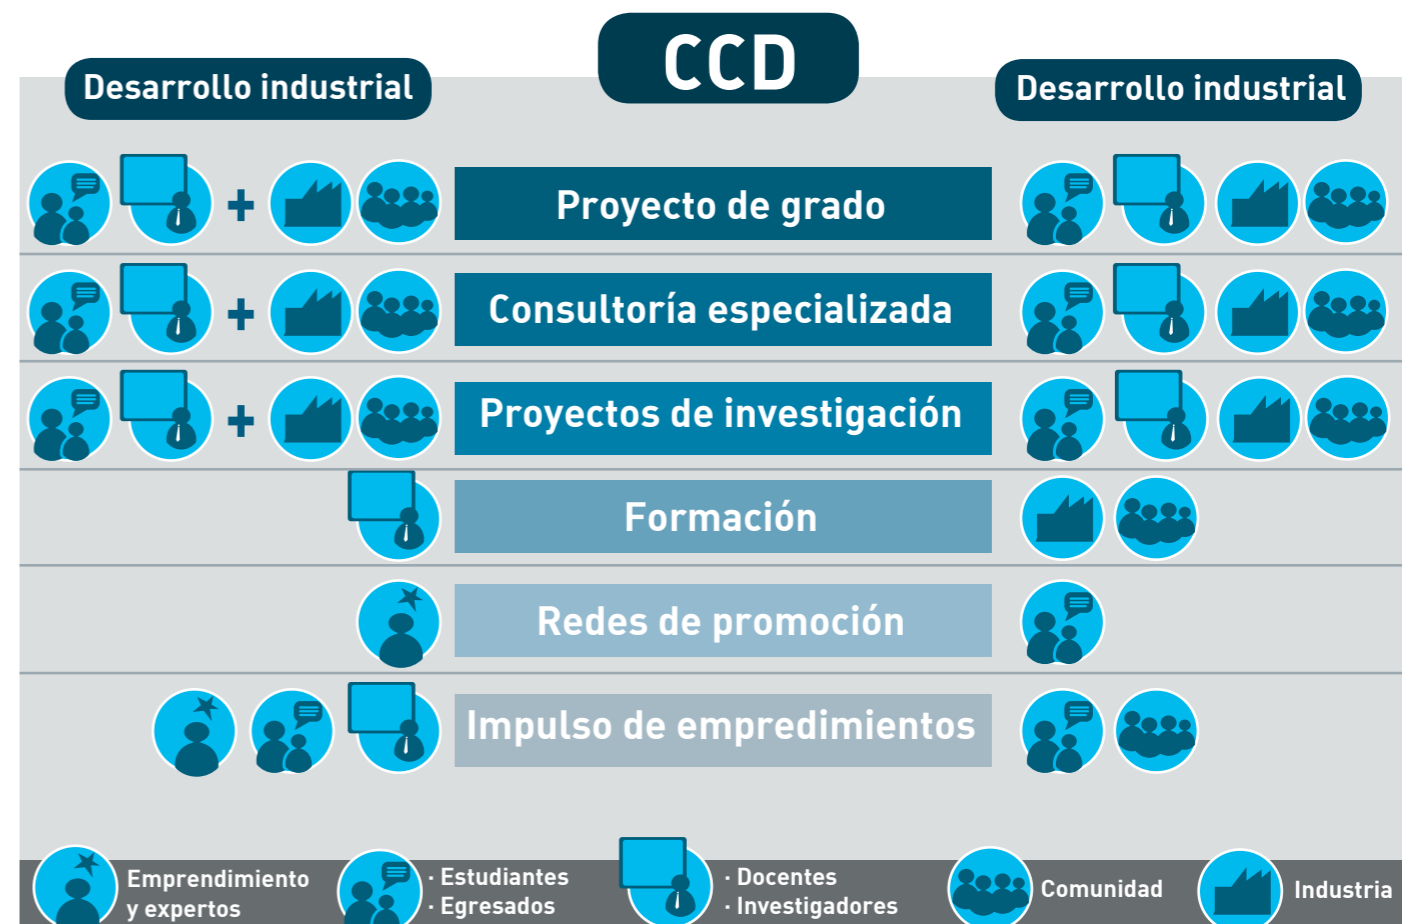 CCD
Desarrollo industrial
Desarrollo industrial
Proyecto de grado
Consultoría especializada
Proyectos de investigación
Formación
Redes de promoción
Impulso de empredimientos
Emprendimiento
y expertos
· Estudiantes
· Egresados
· Docentes
· Investigadores
Comunidad
Industria